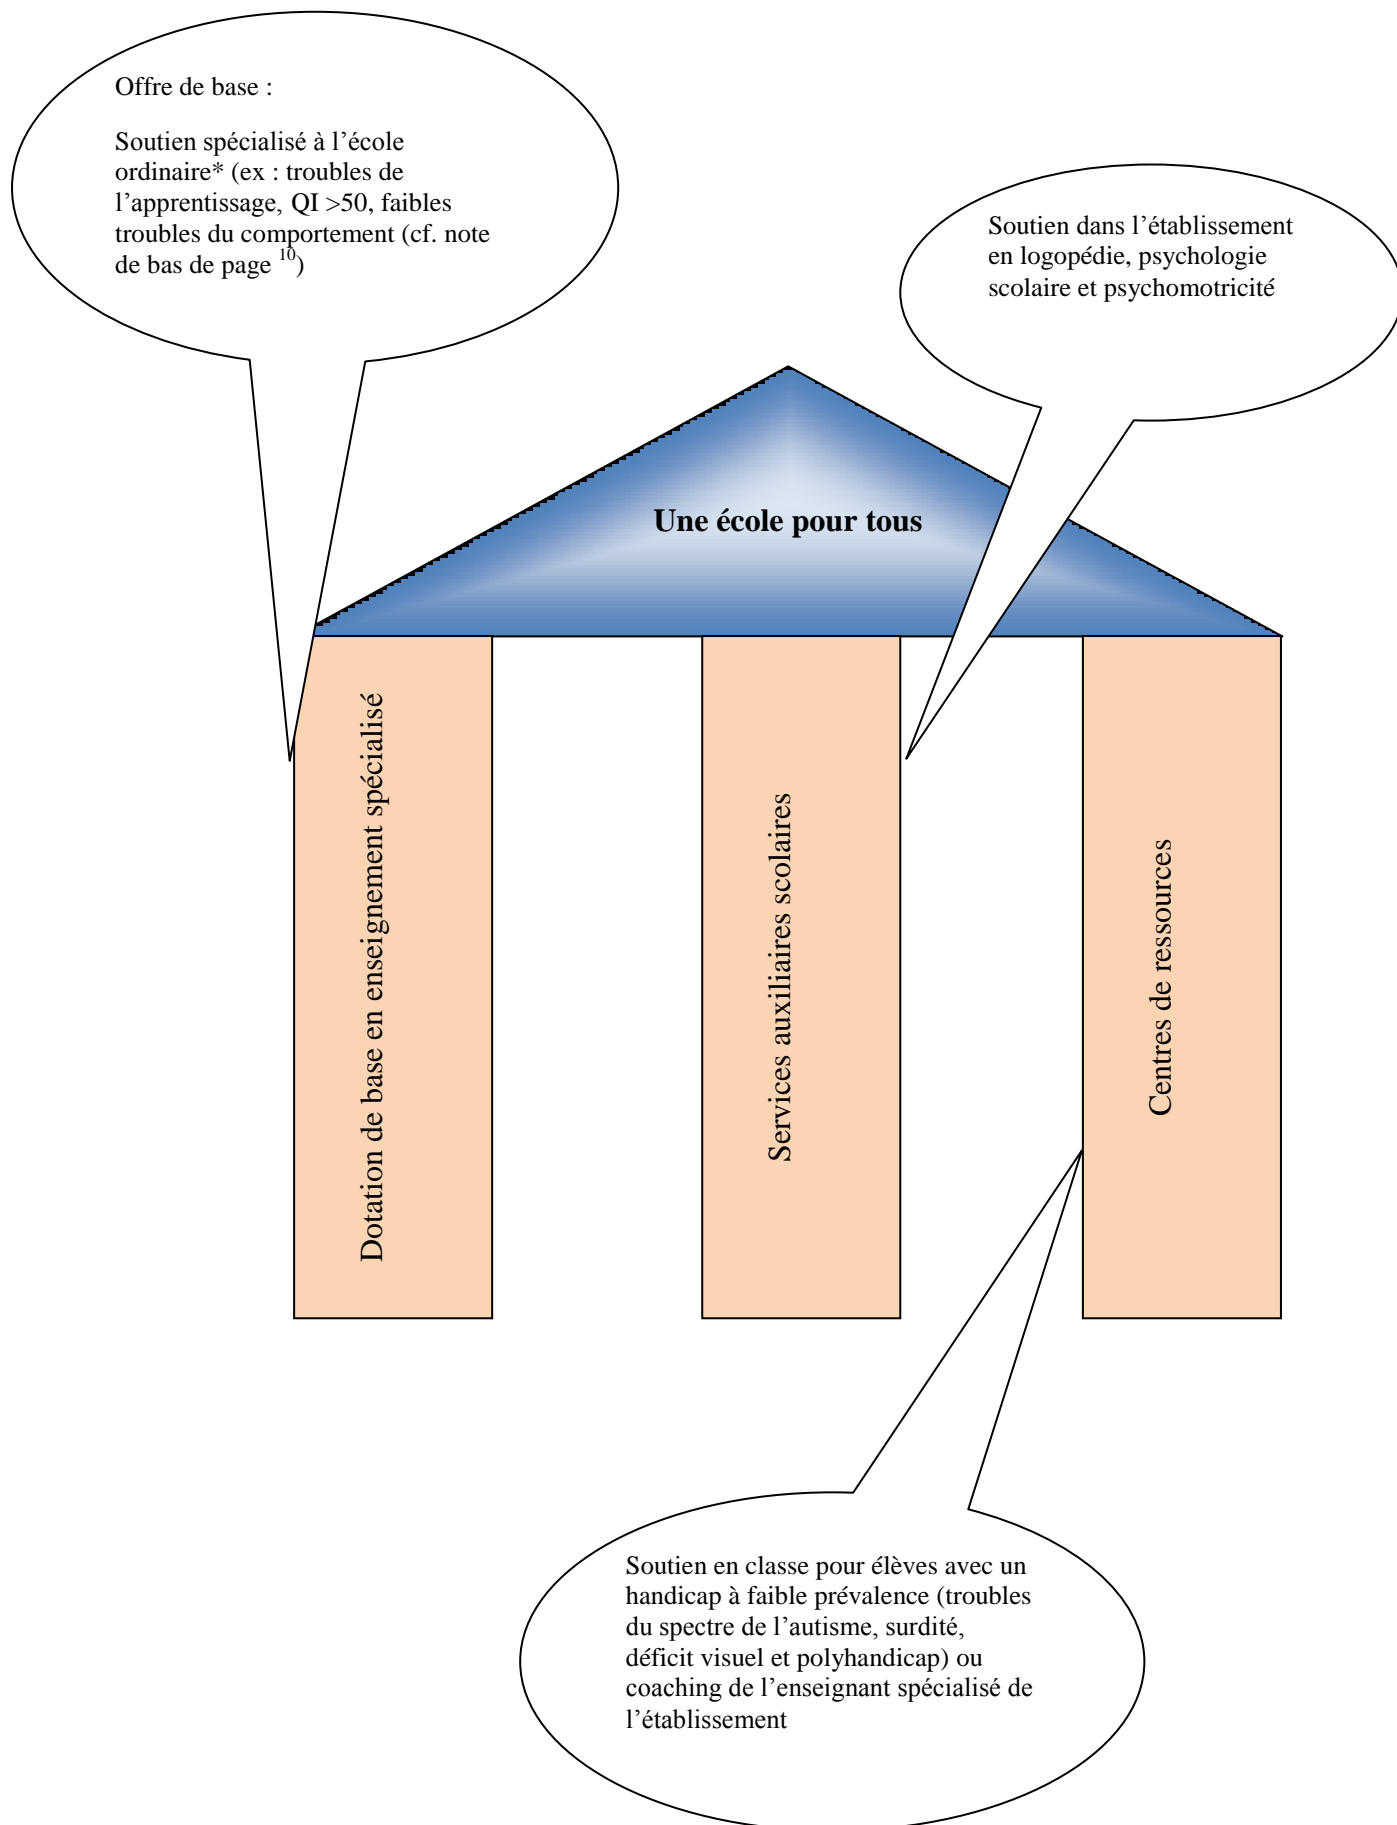 Offre de base :
Soutien spécialisé à l’école
ordinaire* (ex : troubles de
l’apprentissage, QI >50, faibles
troubles du comportement (cf. note
de bas de page 10)
Soutien dans l’établissement
en logopédie, psychologie
scolaire et psychomotricité
Une école pour tous
Dotation de base en enseignement spécialisé
Services auxiliaires scolaires
Centres de ressources
Soutien en classe pour élèves avec un
handicap à faible prévalence (troubles
du spectre de l’autisme, surdité,
déficit visuel et polyhandicap) ou
coaching de l’enseignant spécialisé de
l’établissement